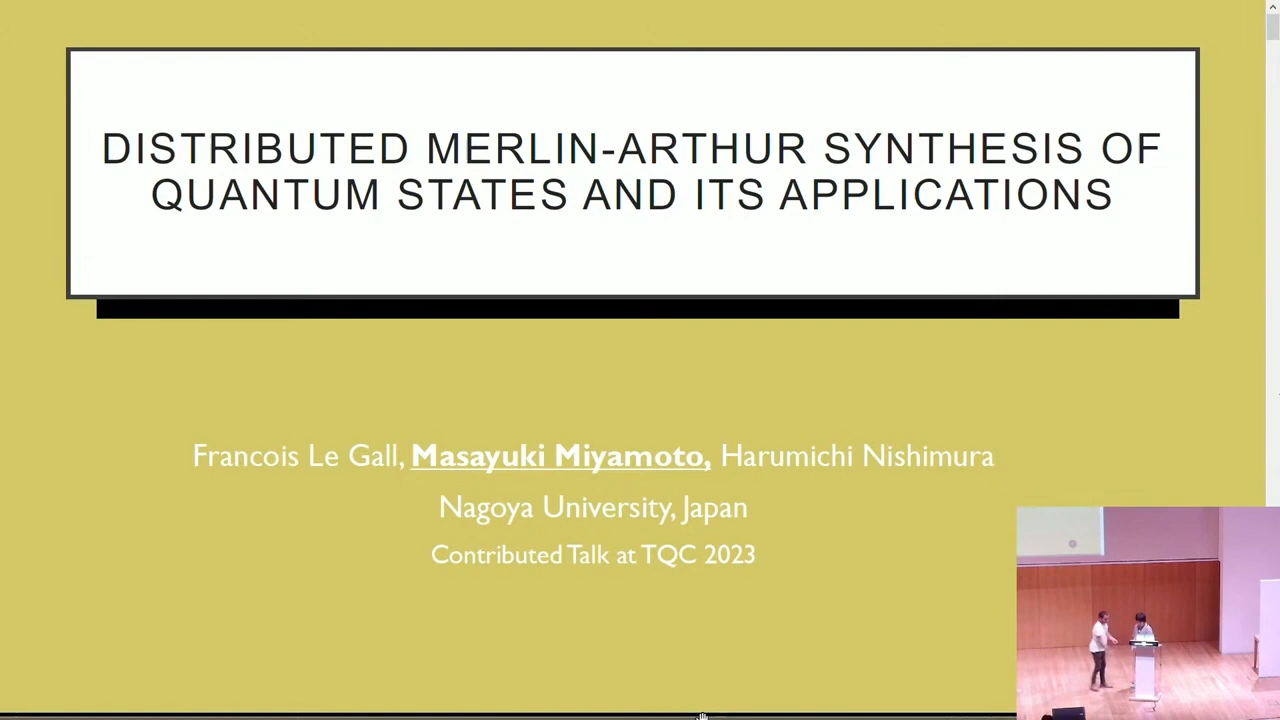 DISTRIBUTED MERLIN-ARTHUR SYNTHESIS OF
QUANTUM STATES AND ITS APPLICATIONS
Francois Le Gall, Masayuki Miyamoto, Harumichi Nishimura
Nagoya University, Japan
Contributed Talk at TQC 2023